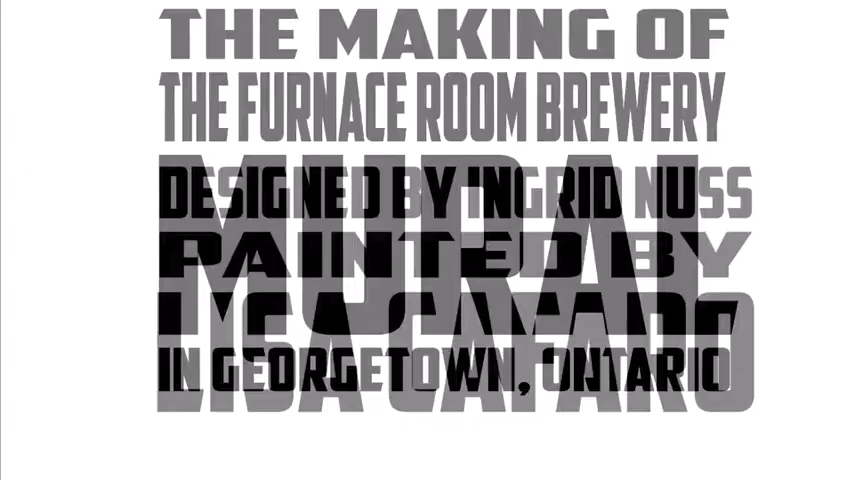 THE MAKING OF
THE FURNACE ROOM BREWERY
MURAL
DESIGNED BY INGRID NUSS
PAINTED BY
LISA CAFARO
IN GEORGETOWN, ONTARIO